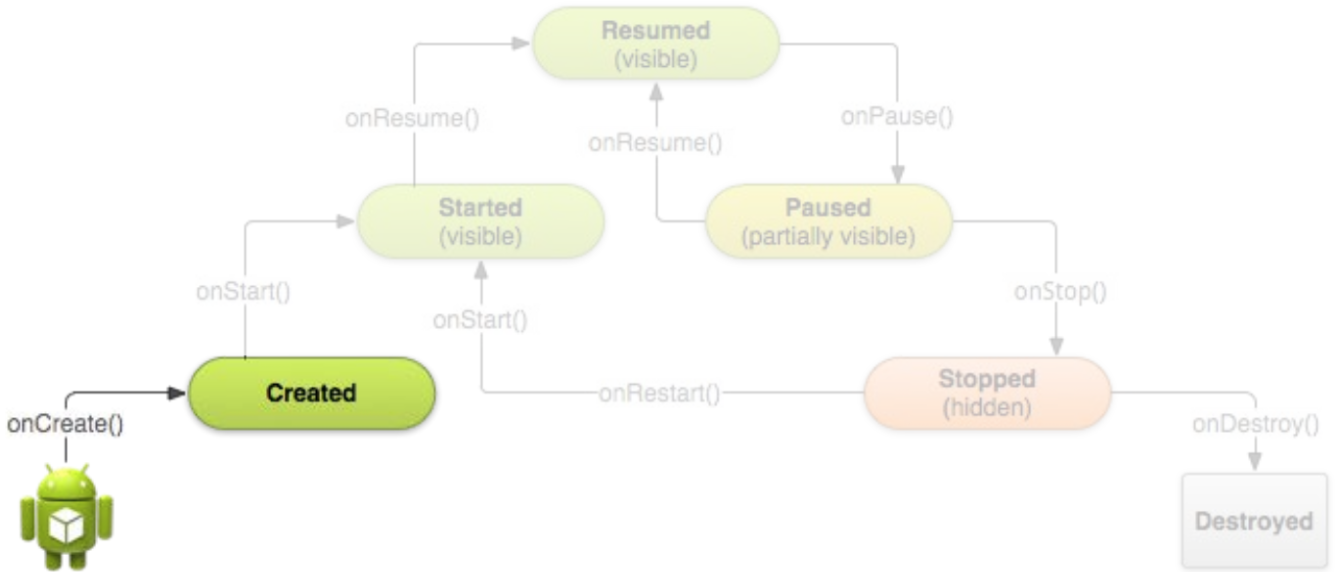 Resumed
(visible)
onResume()
onPause()
onResume()
Started
(visible)
Paused
(partially visible)
onStart()
onStop()
onStart()
Created
onRestart()
Stopped
(hidden)
onCreate()
onDestroy()
Destroyed